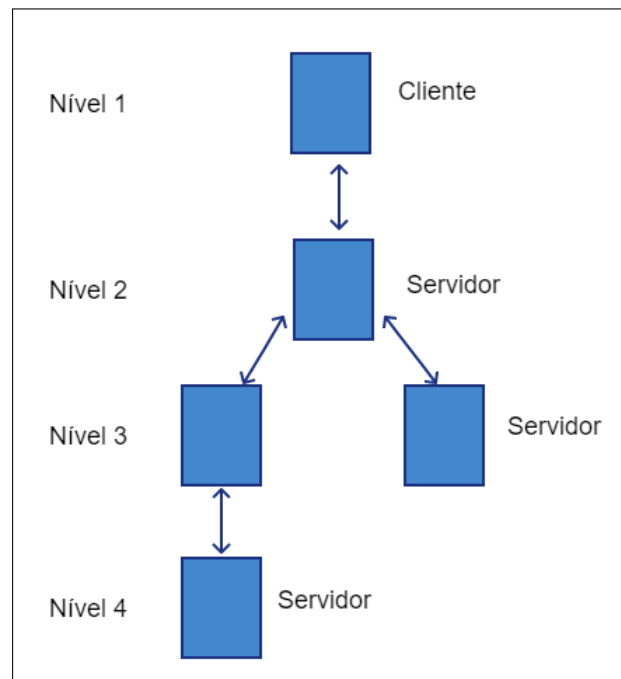 Nível 1
Cliente
Nível 2
Servidor
Nível 3
Servidor
Nível 4
Servidor